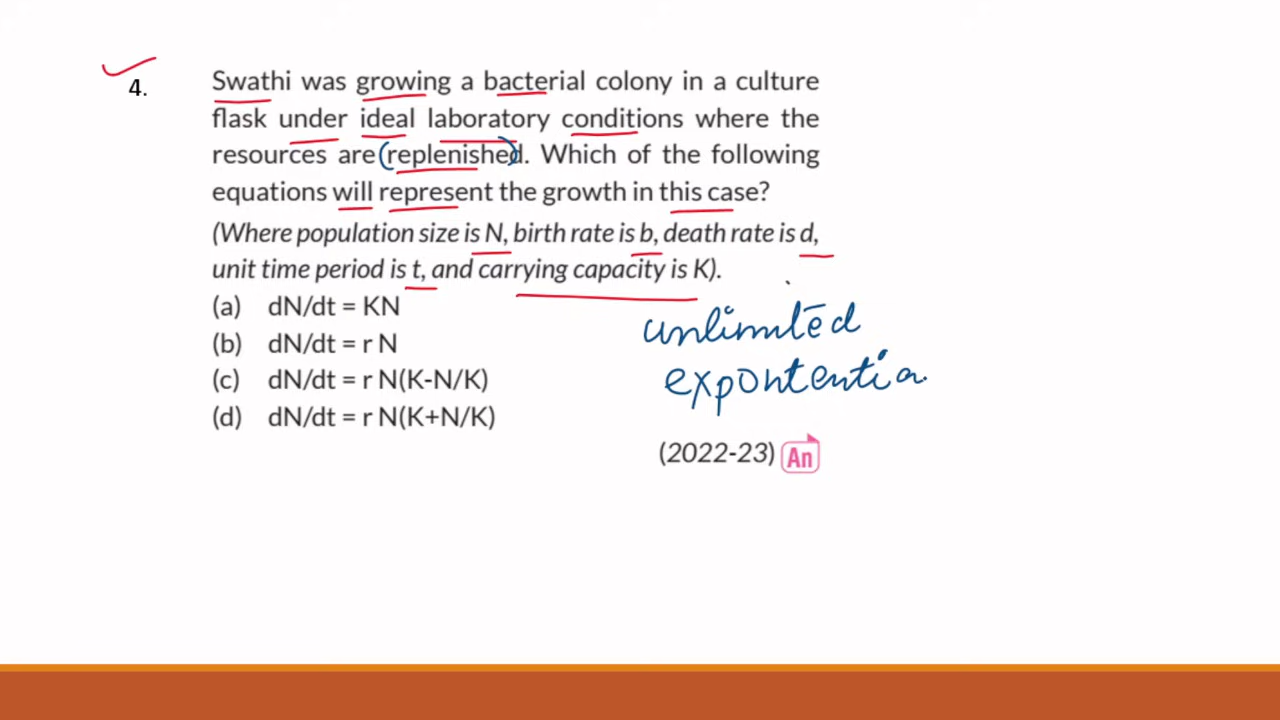 4.
Swathi was growing a bacterial colony in a culture
flask under ideal laboratory conditions where the
resources are (replenished). Which of the following
equations will represent the growth in this case?
(Where population size is N, birth rate is b, death rate is d,
unit time period is t, and carrying capacity is K).
(a) dN/dt = KN
(b) dN/dt = r N
(c) dN/dt = r N(K-N/K)
(d) dN/dt = r N(K+N/K)
unlimited
expontentia
(2022-23) An